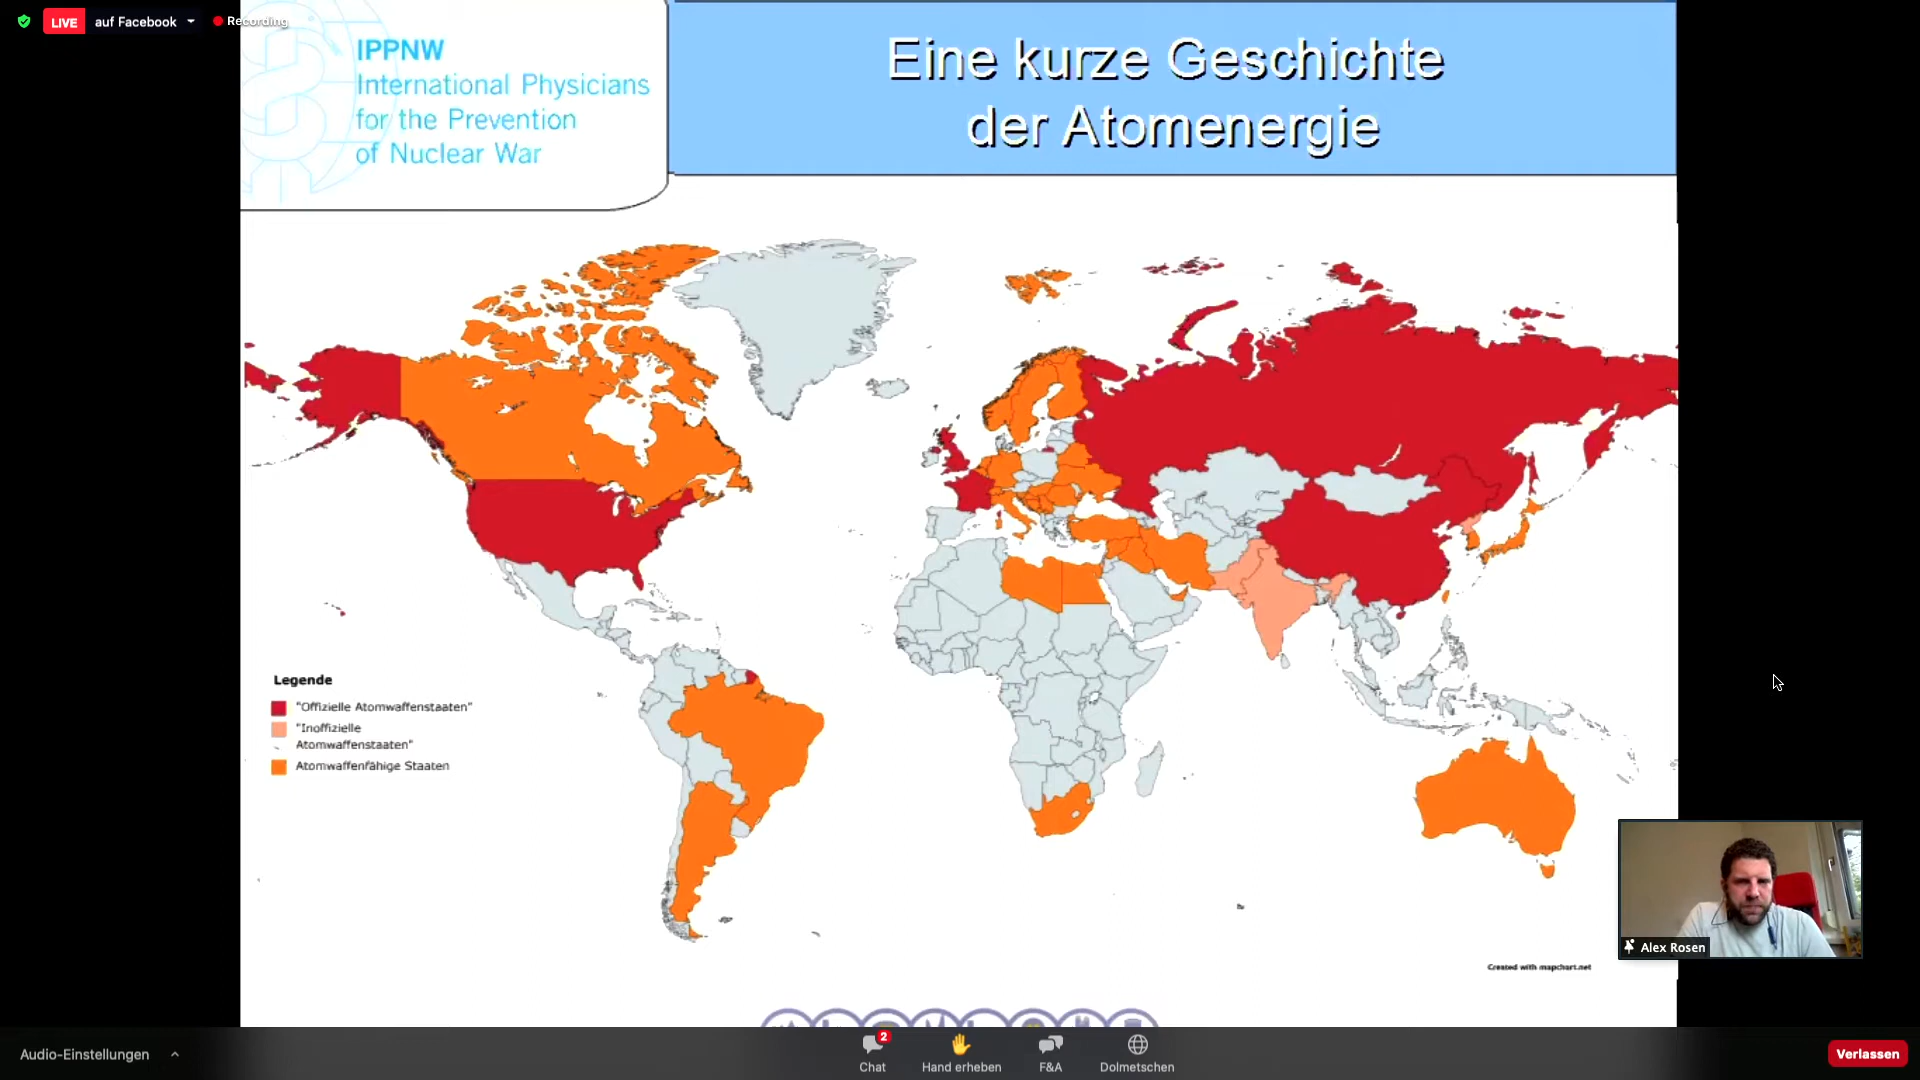 LIVE auf Facebook
Recording
IPPNW
International Physicians
for the Prevention
of Nuclear War
Eine kurze Geschichte
der Atomenergie
Legende
"Offizielle Atomwaffenstaaten"
"Inoffizielle
Atomwaffenstaaten"
Atomwaffenfähige Staaten
Created with mapchart.net
Alex Rosen
Audio-Einstellungen
2
Chat
Hand erheben
F&A
Dolmetschen
Verlassen